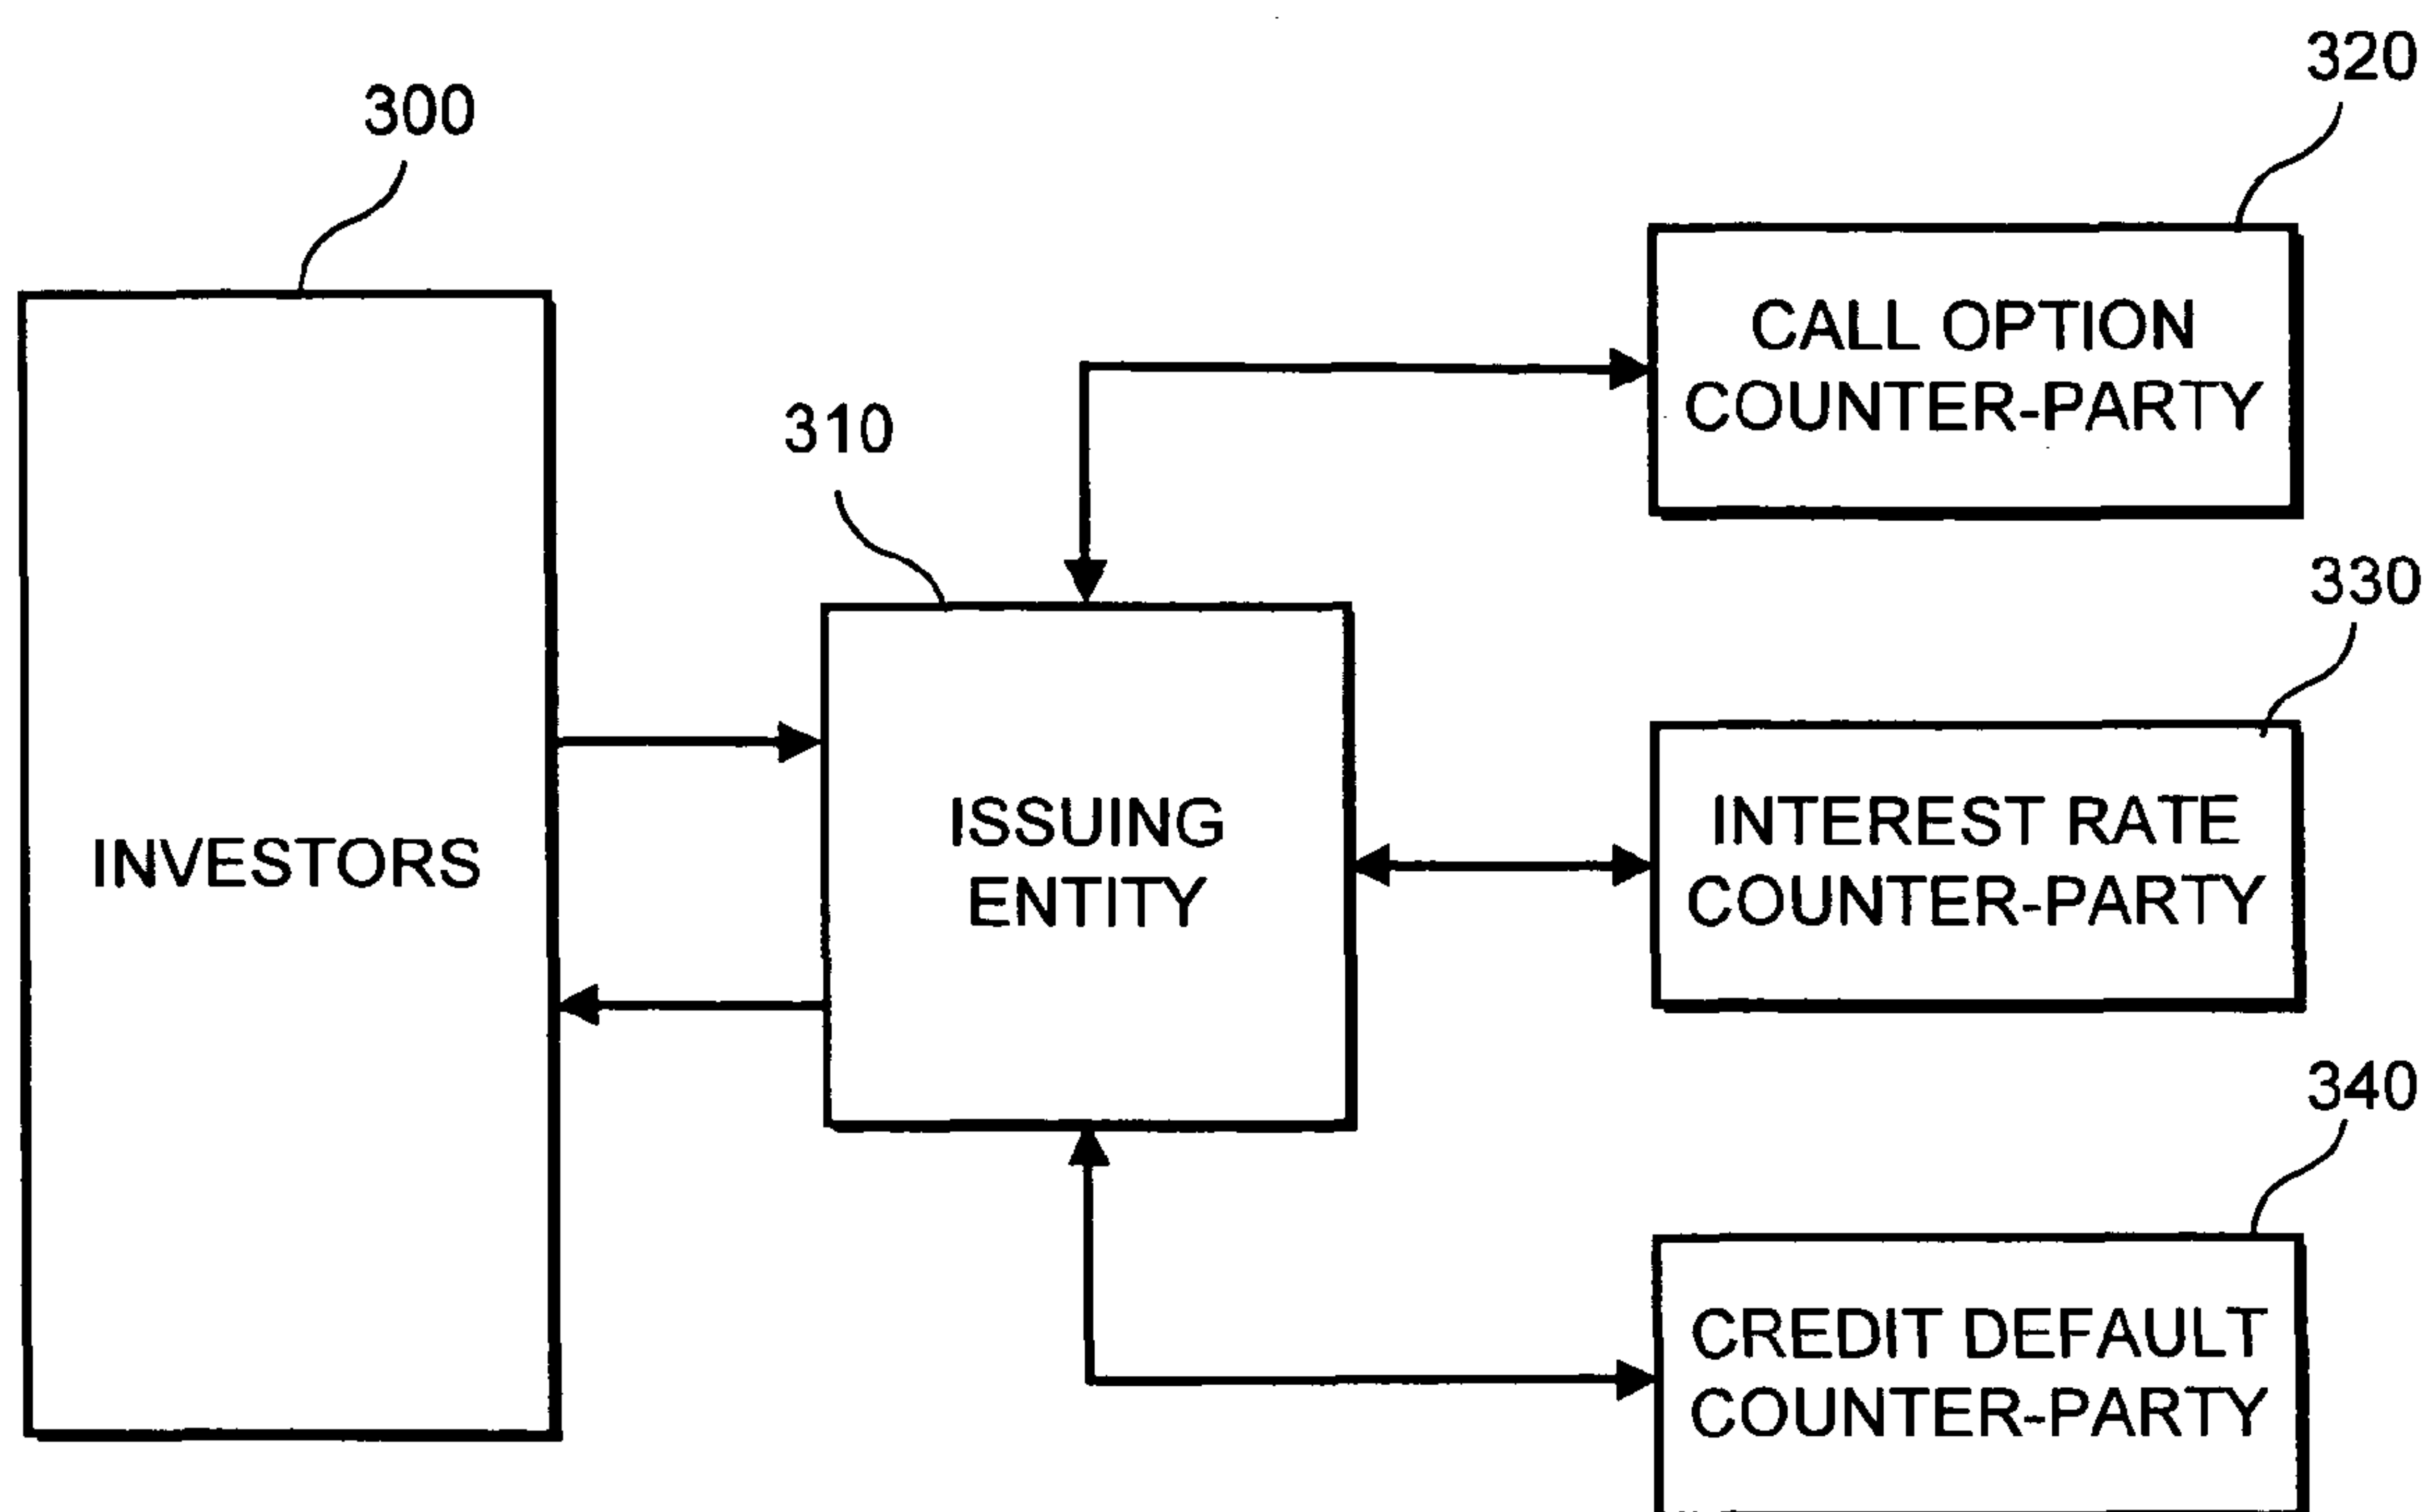 320
300
CALL OPTION
COUNTER-PARTY
310
330
INTEREST RATE
COUNTER-PARTY
ISSUING
ENTITY
INVESTORS
340
CREDIT DEFAULT
COUNTER-PARTY